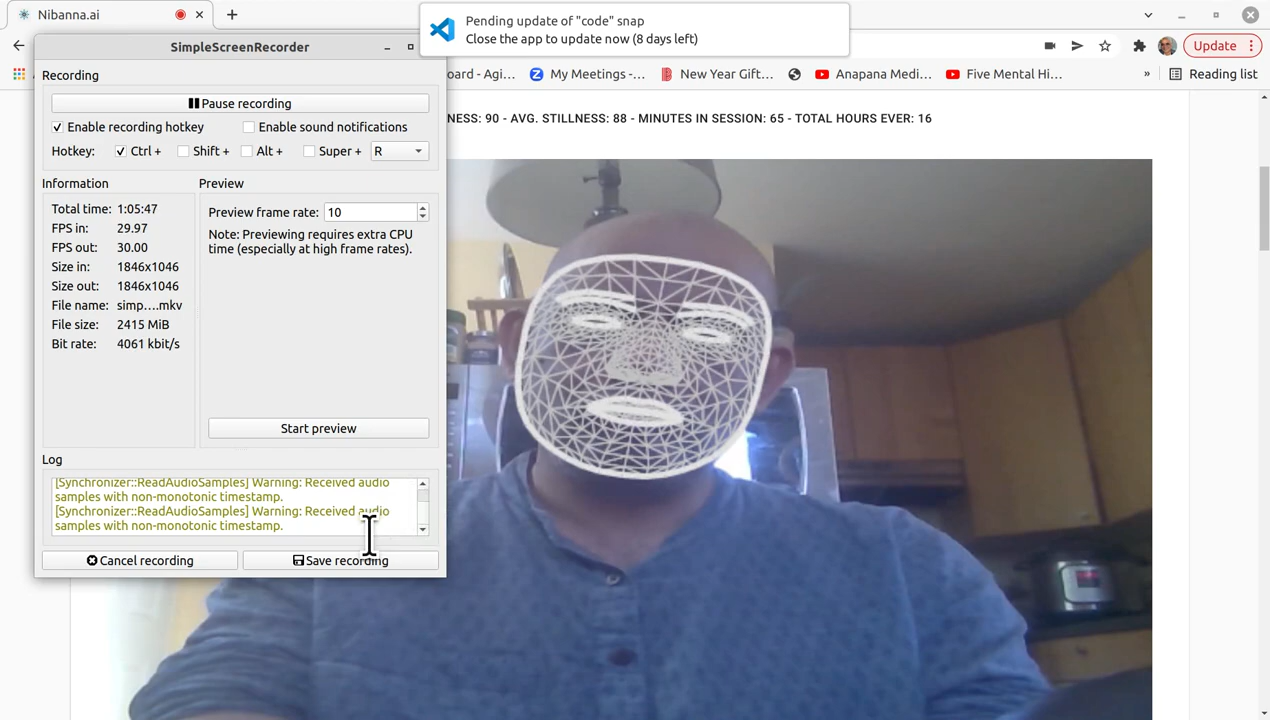 Nibanna.ai
Pending update of "code" snap
Close the app to update now (8 days left)
Update
oard - Agi...
My Meetings -...
New Year Gift...
Anapana Medi...
Five Mental Hi...
»
Reading list
NESS: 90 - AVG. STILLNESS: 88 - MINUTES IN SESSION: 65 - TOTAL HOURS EVER: 16
SimpleScreenRecorder
Recording
Pause recording
Enable recording hotkey
Enable sound notifications
Hotkey:
Ctrl +
Shift +
Alt +
Super +
R
Information
Total time: 1:05:47
FPS in: 29.97
FPS out: 30.00
Size in: 1846x1046
Size out: 1846x1046
File name: simp....mkv
File size: 2415 MiB
Bit rate: 4061 kbit/s
Preview
Preview frame rate: 10
Note: Previewing requires extra CPU
time (especially at high frame rates).
Start preview
Log
[Synchronizer::ReadAudioSamples] Warning: Received audio
samples with non-monotonic timestamp.
[Synchronizer::ReadAudioSamples] Warning: Received audio
samples with non-monotonic timestamp.
Cancel recording
Save recording